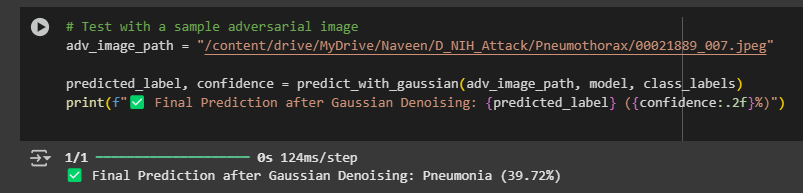 # Test with a sample adversarial image
adv_image_path = "/content/drive/MyDrive/Naveen/D_NIH_Attack/Pneumothorax/00021889_007.jpeg"
predicted_label, confidence = predict_with_gaussian(adv_image_path, model, class_labels)
print(f"✅ Final Prediction after Gaussian Denoising: {predicted_label} ({confidence:.2f}%)")
1/1 ━━━━━━━━━━━━━━━━━━━━ 0s 124ms/step
✅ Final Prediction after Gaussian Denoising: Pneumonia (39.72%)